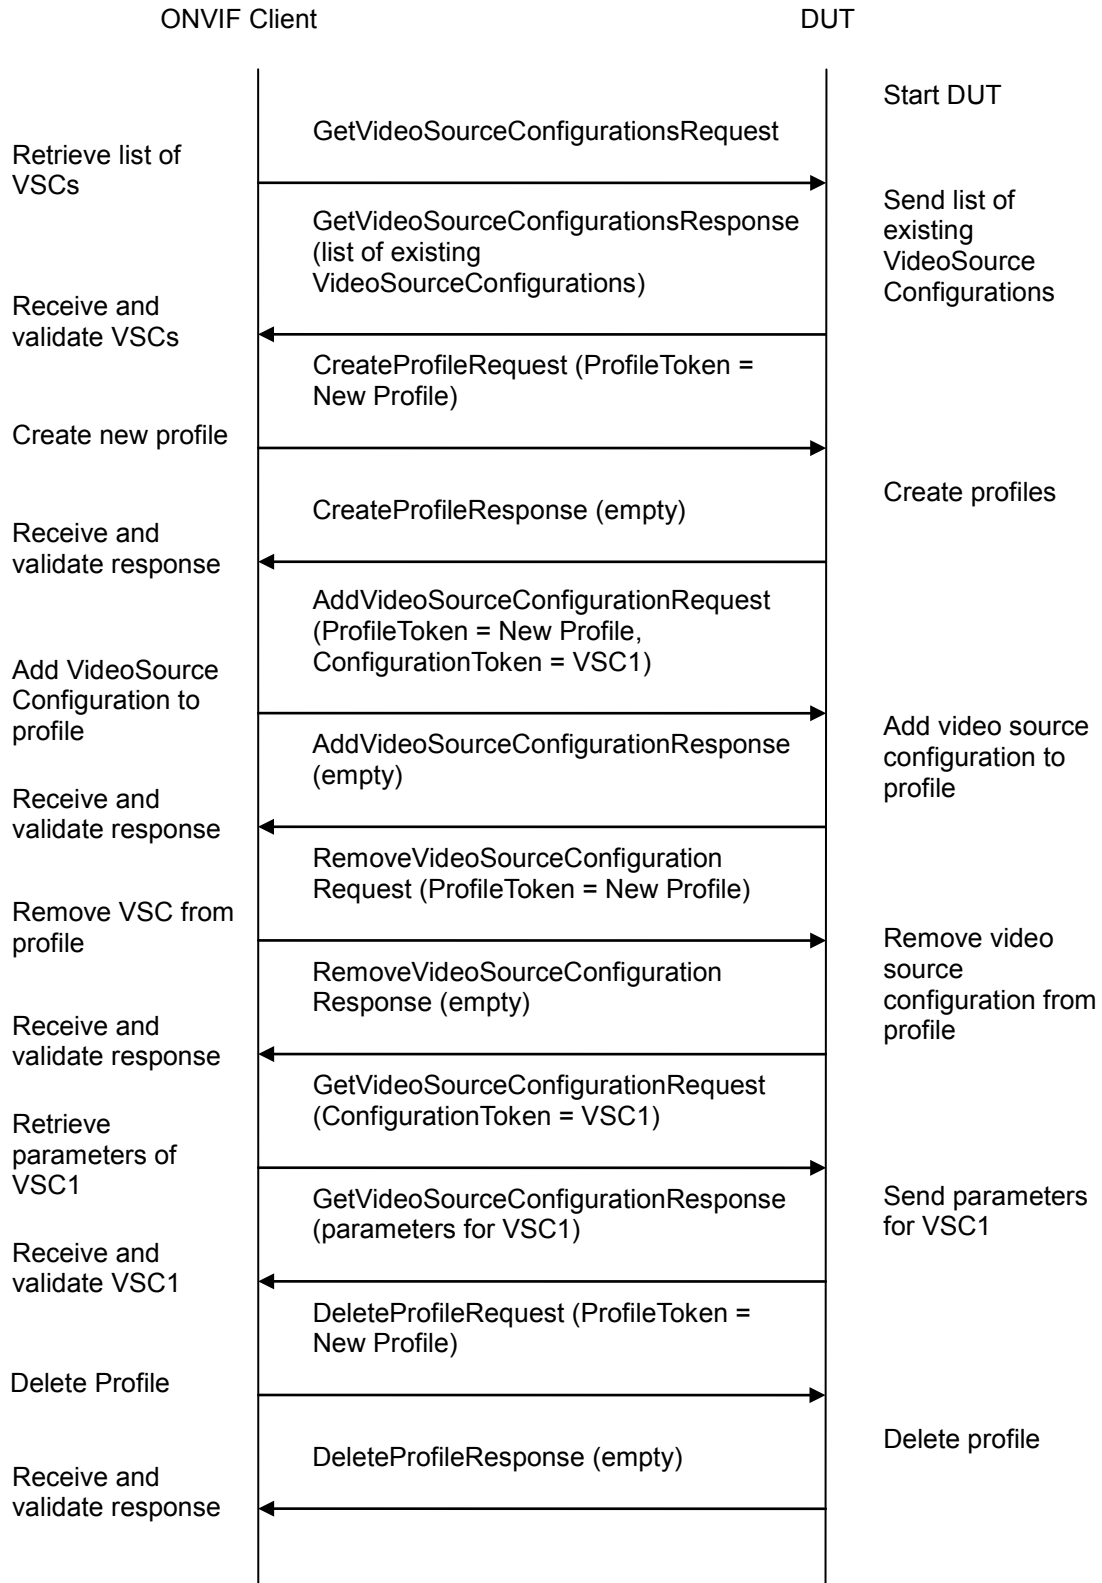 ONVIF Client
DUT
Start DUT
GetVideoSourceConfigurationsRequest
Retrieve list of
VSCs
Send list of
existing
VideoSource
Configurations
GetVideoSourceConfigurationsResponse
(list of existing
VideoSourceConfigurations)
Receive and
validate VSCs
CreateProfileRequest (ProfileToken =
New Profile)
Create new profile
Create profiles
CreateProfileResponse (empty)
Receive and
validate response
AddVideoSourceConfigurationRequest
(ProfileToken = New Profile,
ConfigurationToken = VSC1)
Add VideoSource
Configuration to
profile
Add video source
configuration to
profile
AddVideoSourceConfigurationResponse
(empty)
Receive and
validate response
RemoveVideoSourceConfiguration
Request (ProfileToken = New Profile)
Remove VSC from
profile
Remove video
source
configuration from
profile
RemoveVideoSourceConfiguration
Response (empty)
Receive and
validate response
GetVideoSourceConfigurationRequest
(ConfigurationToken = VSC1)
Retrieve
parameters of
VSC1
Send parameters
for VSC1
GetVideoSourceConfigurationResponse
(parameters for VSC1)
Receive and
validate VSC1
DeleteProfileRequest (ProfileToken =
New Profile)
Delete Profile
Delete profile
DeleteProfileResponse (empty)
Receive and
validate response